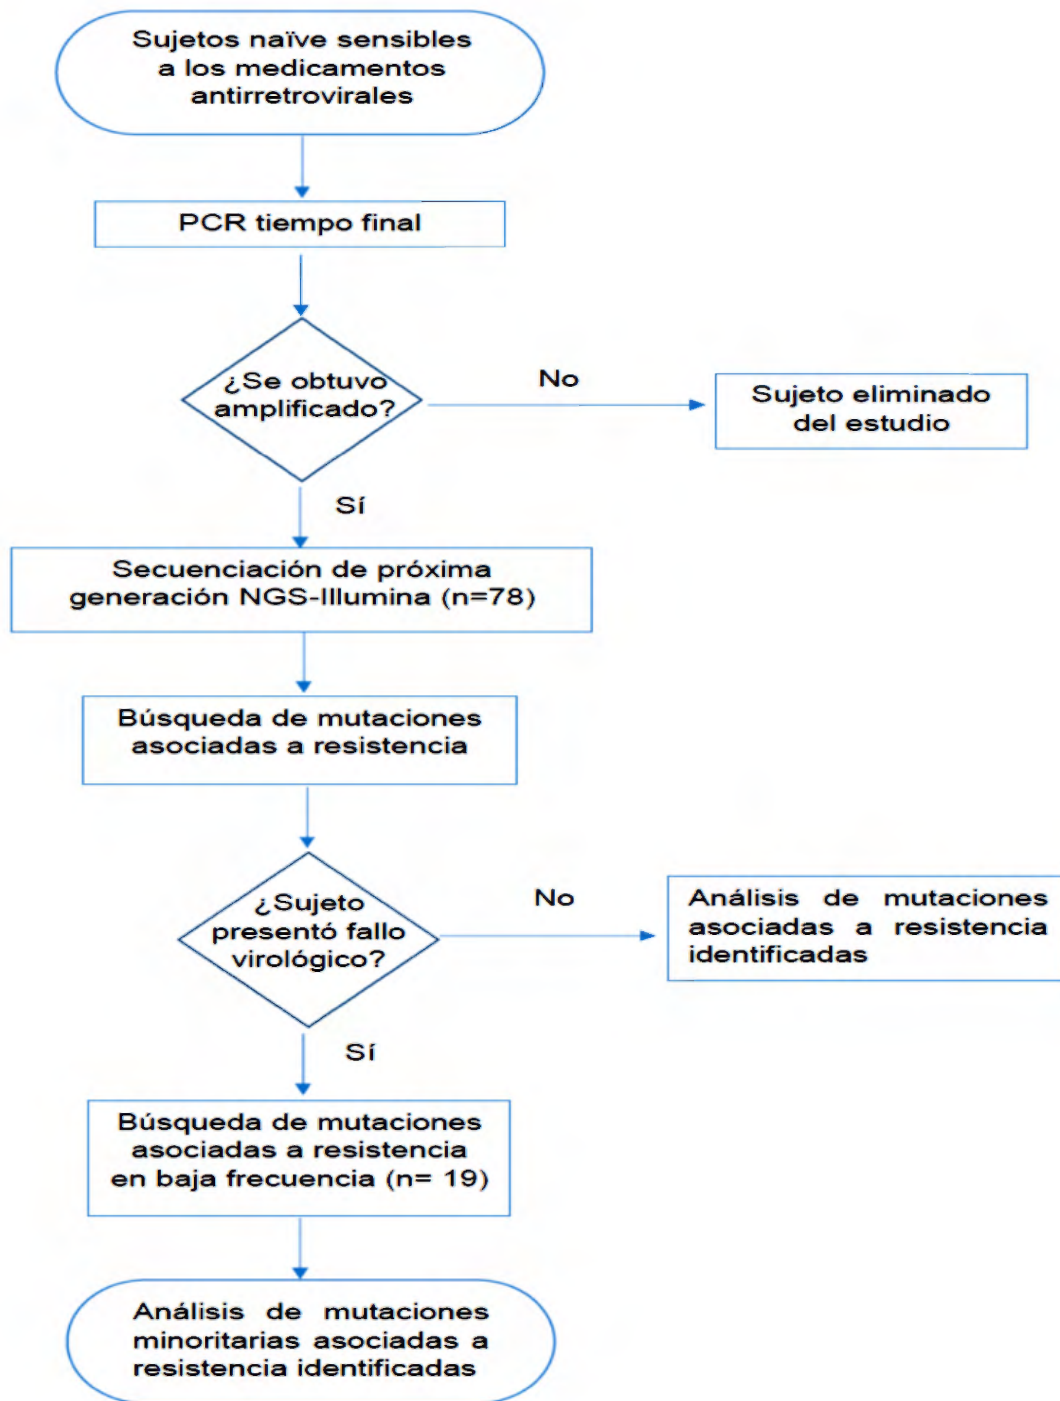 Sujetos naïve sensibles
a los medicamentos
antirretrovirales
PCR tiempo final
¿Se obtuvo
amplificado?
No
Sujeto eliminado
del estudio
Sí
Secuenciación de próxima
generación NGS-Illumina (n=78)
Búsqueda de mutaciones
asociadas a resistencia
¿Sujeto
presentó fallo
virológico?
No
Análisis de mutaciones
asociadas a resistencia
identificadas
Sí
Búsqueda de mutaciones
asociadas a resistencia
en baja frecuencia (n= 19)
Análisis de mutaciones
minoritarias asociadas a
resistencia identificadas